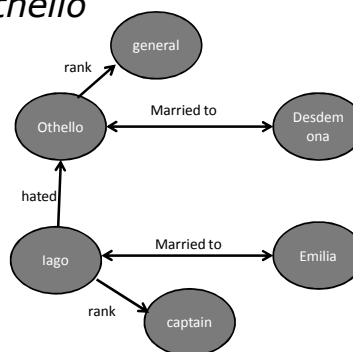 thello
general
rank
Married to
Othello
Desdem
ona
hated
Married to
Iago
Emilia
rank
captain